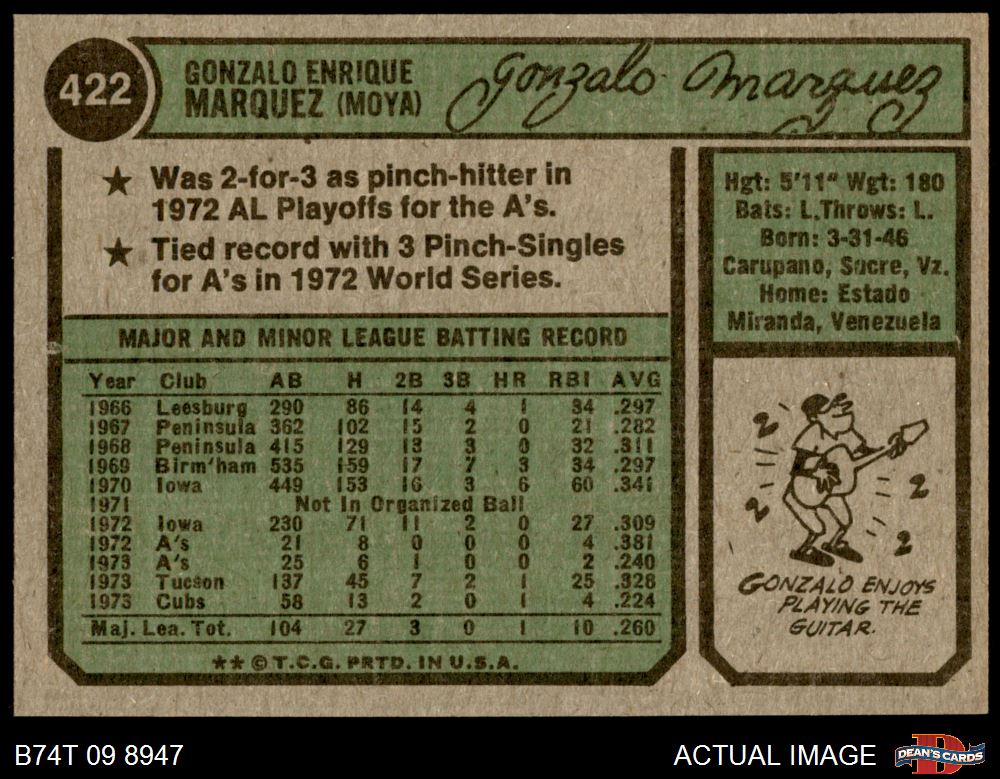 422
GONZALO ENRIQUE
MARQUEZ (MOYA)
Gonzalo Marquez
★ Was 2-for-3 as pinch-hitter in
1972 AL Playoffs for the A's.
★ Tied record with 3 Pinch-Singles
for A's in 1972 World Series.
MAJOR AND MINOR LEAGUE BATTING RECORD
Year Club AB H 2B 3B HR RBI AVG
1966 Leesburg 290 86 14 4 1 34 .297
1967 Peninsula 362 102 15 2 0 21 .282
1968 Peninsula 415 129 13 3 0 32 .311
1969 Birm'ham 535 159 17 7 3 34 .297
1970 Iowa 449 153 16 3 6 60 .341
1971 Not In Organized Ball
1972 Iowa 230 71 11 2 0 27 .309
1972 A's 21 8 0 0 0 4 .381
1973 A's 25 6 1 0 0 2 .240
1973 Tucson 137 45 7 2 1 25 .328
1973 Cubs 58 13 2 0 1 4 .224
Maj. Lea. Tot. 104 27 3 0 1 10 .260
★★ © T.C.G. PRTD. IN U.S.A.
Hgt: 5'11" Wgt: 180
Bats: L. Throws: L.
Born: 3-31-46
Carupano, Sucre, Vz.
Home: Estado
Miranda, Venezuela
GONZALO ENJOYS
PLAYING THE
GUITAR.
B74T 09 8947
ACTUAL IMAGE
D
DEAN'S CARDS